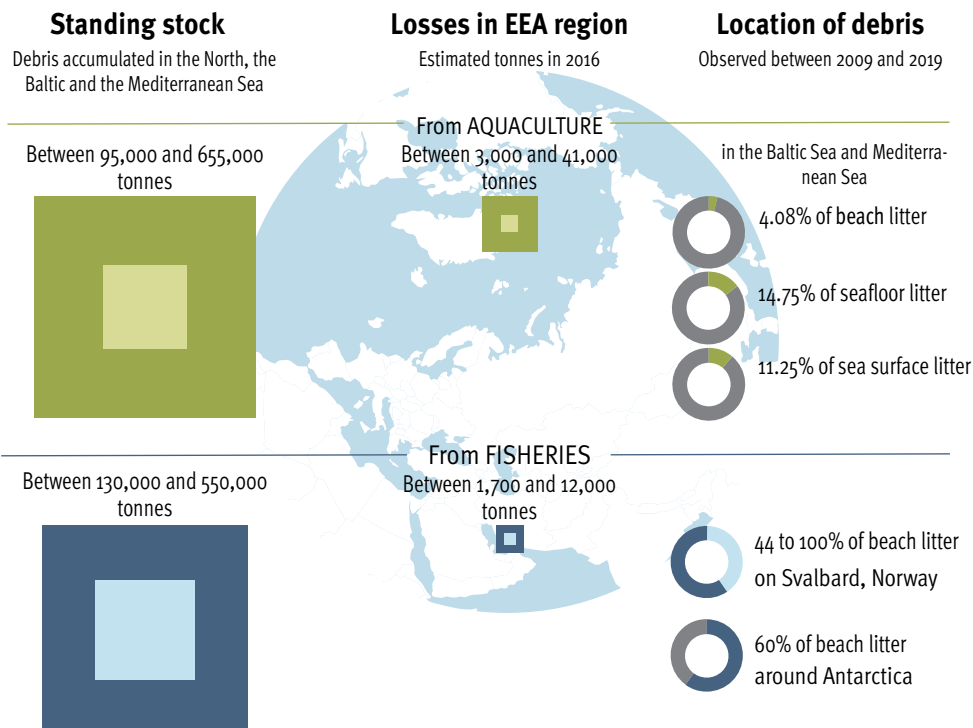 Standing stock
Debris accumulated in the North, the
Baltic and the Mediterranean Sea
Losses in EEA region
Estimated tonnes in 2016
Location of debris
Observed between 2009 and 2019
From AQUACULTURE
Between 95,000 and 655,000
tonnes
Between 3,000 and 41,000
tonnes
in the Baltic Sea and Mediterra-
nean Sea
4.08% of beach litter
14.75% of seafloor litter
11.25% of sea surface litter
From FISHERIES
Between 130,000 and 550,000
tonnes
Between 1,700 and 12,000
tonnes
44 to 100% of beach litter
on Svalbard, Norway
60% of beach litter
around Antarctica